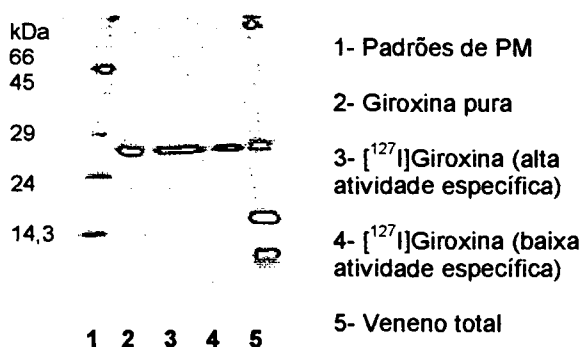 kDa
66
45
29
24
14,3
1 2 3 4 5
1- Padrões de PM
2- Giroxina pura
3- [¹²⁷I]Giroxina (alta
atividade específica)
4- [¹²⁷I]Giroxina (baixa
atividade específica)
5- Veneno total